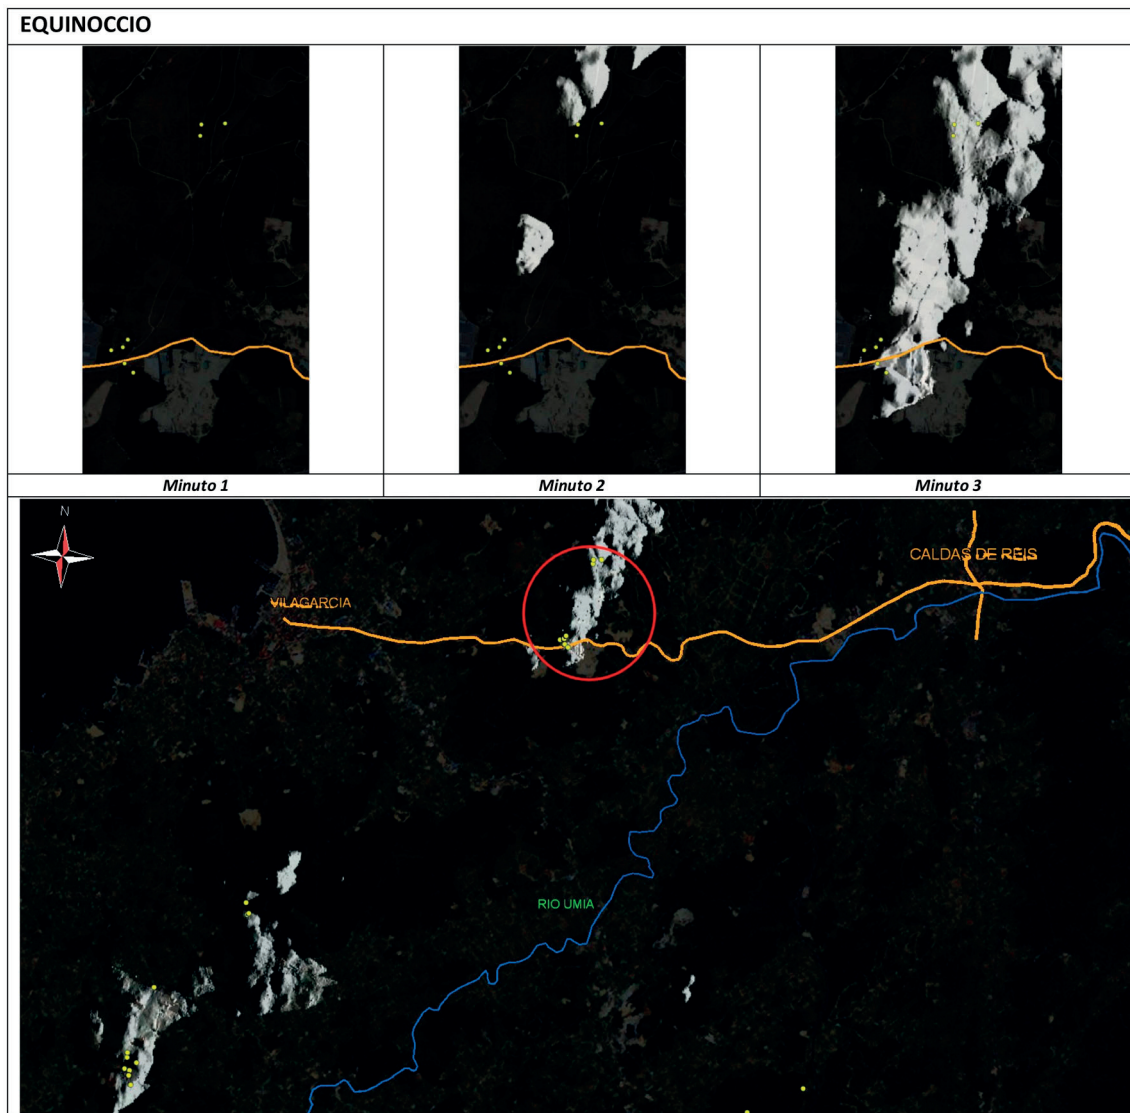 EQUINOCCIO
Minuto 1
Minuto 2
Minuto 3
N
CALDAS DE REIS
VILAGARCIA
RIO UMIA